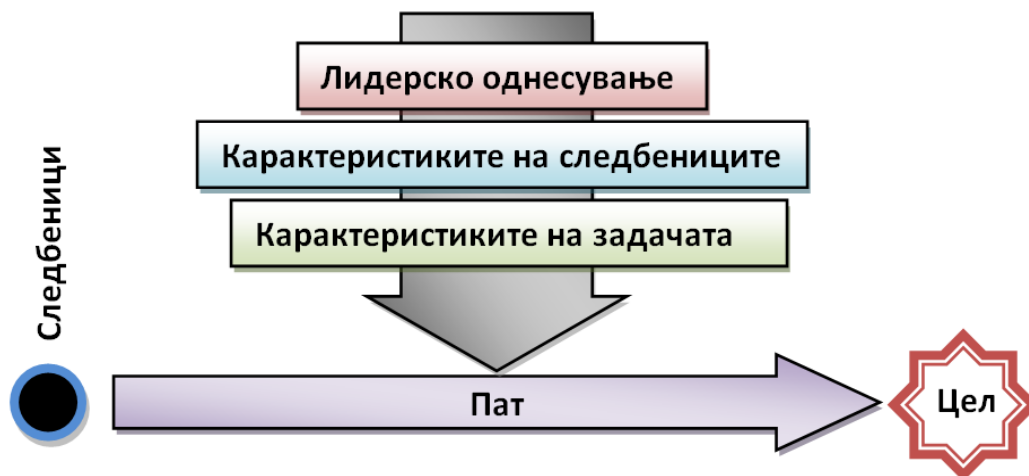 Лидерско однесување
Карактеристиките на следбениците
Карактеристиките на задачата
Следбеници
Пат
Цел